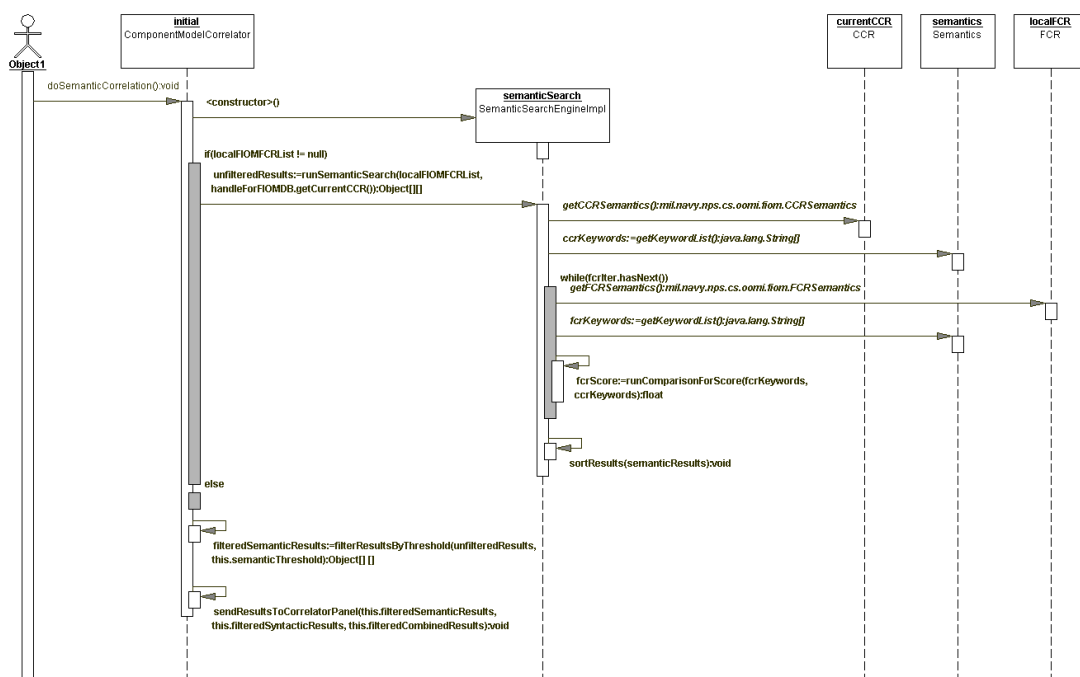 initial
ComponentModelCorrelator
currentCCR
CCR
semantics
Semantics
localFCR
FCR
Object1
doSemanticCorrelation():void
<constructor>()
semanticSearch
SemanticSearchEngineImpl
if(localFIOMFCRList != null)
unfilteredResults:=runSemanticSearch(localFIOMFCRList,
handleForFIOMDB.getCurrentCCR()):Object[][]
getCCRSemantics():mil.navy.nps.cs.oomi.fiom.CCRSemantics
ccrKeywords:=getKeywordList():java.lang.String[]
while(fcrIter.hasNext())
getFCRSemantics():mil.navy.nps.cs.oomi.fiom.FCRSemantics
fcrKeywords:=getKeywordList():java.lang.String[]
fcrScore:=runComparisonForScore(fcrKeywords,
ccrKeywords):float
sortResults(semanticResults):void
else
filteredSemanticResults:=filterResultsByThreshold(unfilteredResults,
this.semanticThreshold):Object[] []
sendResultsToCorrelatorPanel(this.filteredSemanticResults,
this.filteredSyntacticResults, this.filteredCombinedResults):void